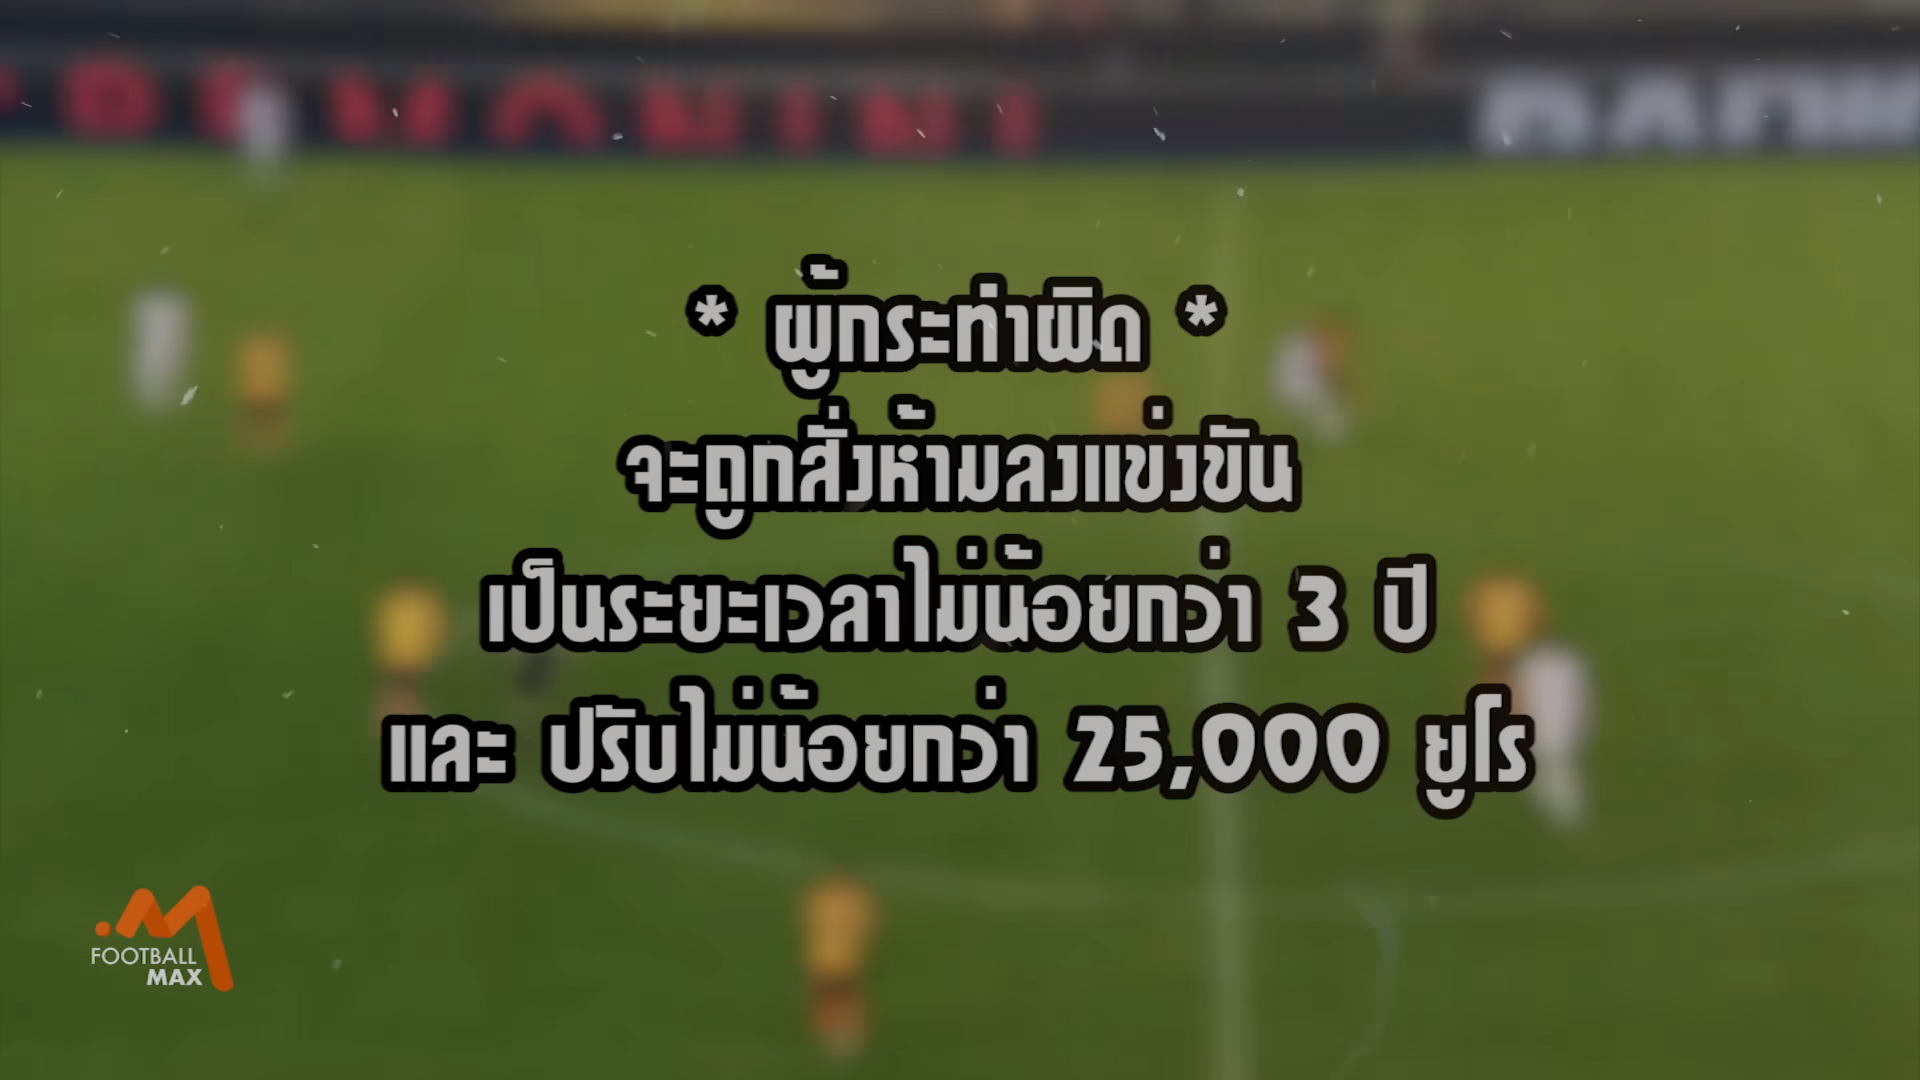 * ผู้กระทำผิด *
จะถูกสั่งห้ามลงแข่งขัน
เป็นระยะเวลาไม่น้อยกว่า 3 ปี
และ ปรับไม่น้อยกว่า 25,000 ยูโร
FOOTBALL
MAX